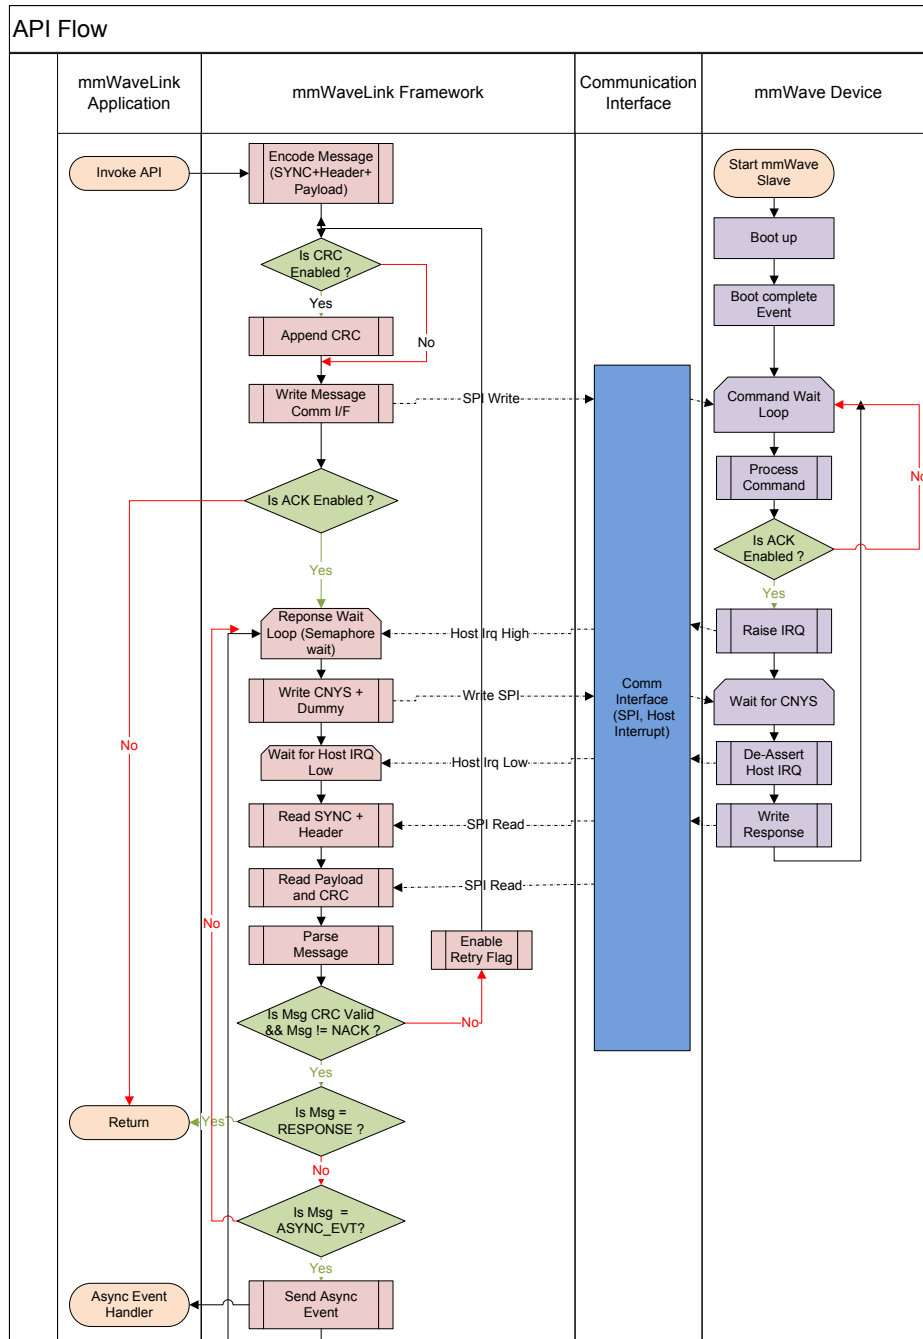 API Flow
mmWaveLink
Application
mmWaveLink Framework
Communication
Interface
mmWave Device
Invoke API
Encode Message
(SYNC+Header+
Payload)
Start mmWave
Slave
Boot up
Is CRC
Enabled ?
Yes
No
Boot complete
Event
Append CRC
Write Message
Comm I/F
SPI Write
Command Wait
Loop
Process
Command
No
Is ACK Enabled ?
Is ACK
Enabled ?
Yes
Yes
Reponse Wait
Loop (Semaphore
wait)
Host Irq High
Raise IRQ
Write CNYS +
Dummy
Write SPI
Comm
Interface
(SPI, Host
Interrupt)
Wait for CNYS
No
Wait for Host IRQ
Low
Host Irq Low
De-Assert
Host IRQ
Read SYNC +
Header
SPI Read
Write
Response
Read Payload
and CRC
SPI Read
No
Parse
Message
Enable
Retry Flag
Is Msg CRC Valid
&& Msg != NACK ?
No
Yes
Return
Yes
Is Msg =
RESPONSE ?
No
Is Msg =
ASYNC_EVT?
Yes
Async Event
Handler
Send Async
Event